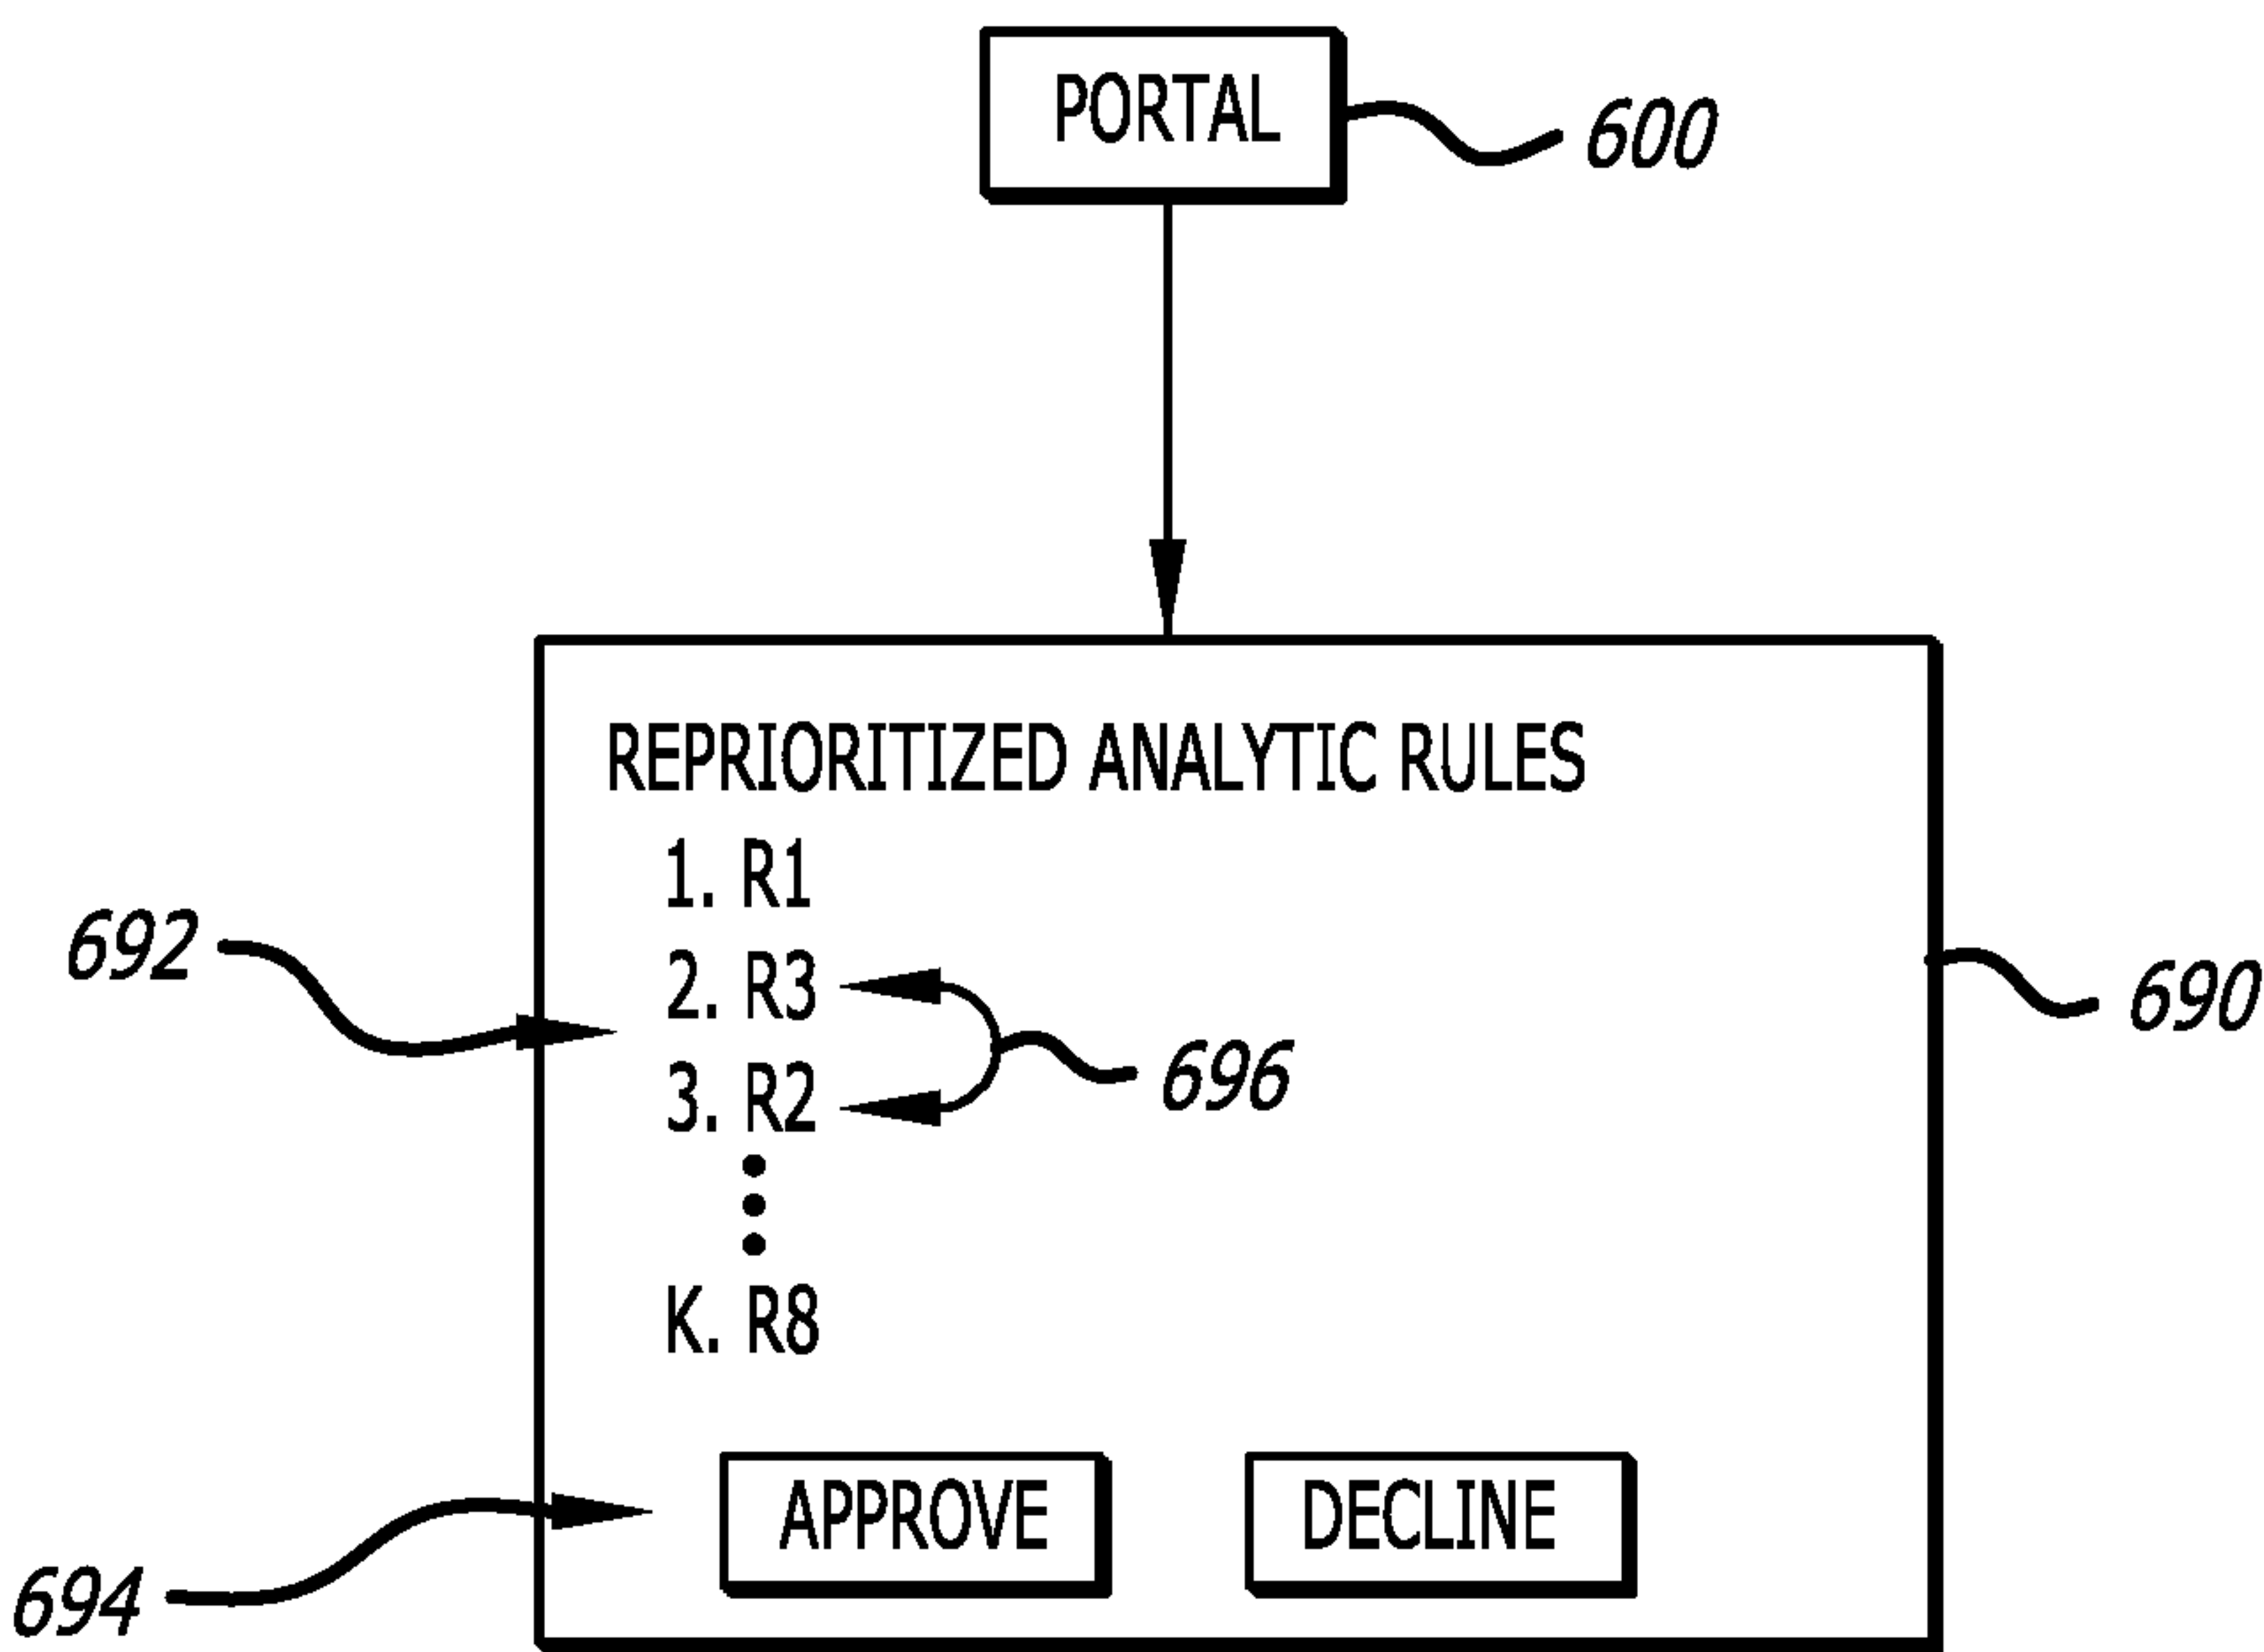 PORTAL
600
REPRIORITIZED ANALYTIC RULES
1. R1
692
2. R3
690
3. R2
696
K. R8
APPROVE
DECLINE
694